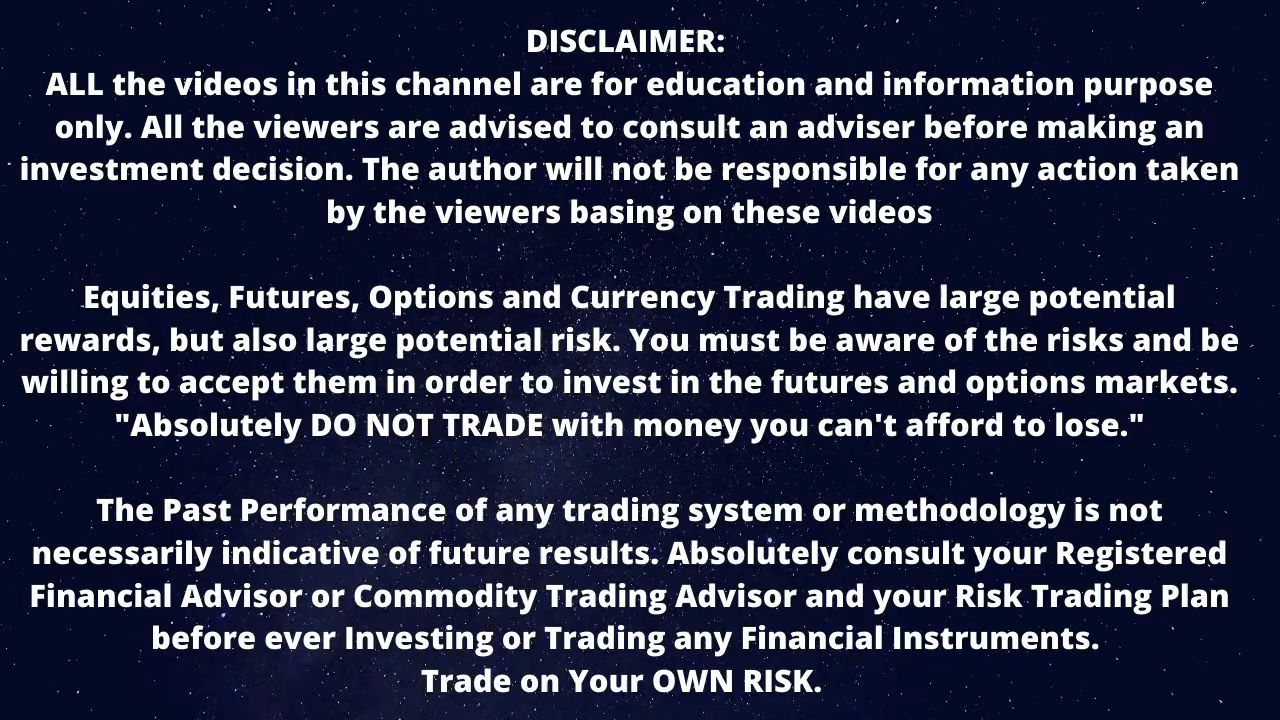 DISCLAIMER:
ALL the videos in this channel are for education and information purpose
only. All the viewers are advised to consult an adviser before making an
investment decision. The author will not be responsible for any action taken
by the viewers basing on these videos
Equities, Futures, Options and Currency Trading have large potential
rewards, but also large potential risk. You must be aware of the risks and be
willing to accept them in order to invest in the futures and options markets.
"Absolutely DO NOT TRADE with money you can't afford to lose."
The Past Performance of any trading system or methodology is not
necessarily indicative of future results. Absolutely consult your Registered
Financial Advisor or Commodity Trading Advisor and your Risk Trading Plan
before ever Investing or Trading any Financial Instruments.
Trade on Your OWN RISK.